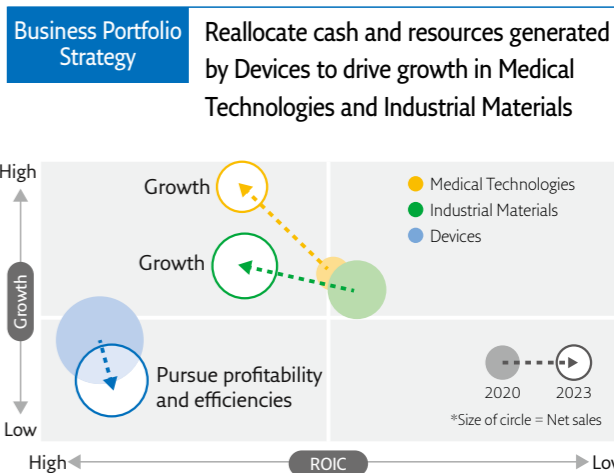 Business Portfolio
Strategy
Reallocate cash and resources generated
by Devices to drive growth in Medical
Technologies and Industrial Materials
High
Growth
Low
Growth
Growth
Medical Technologies
Industrial Materials
Devices
Pursue profitability
and efficiencies
2020
2023
*Size of circle = Net sales
High
ROIC
Low